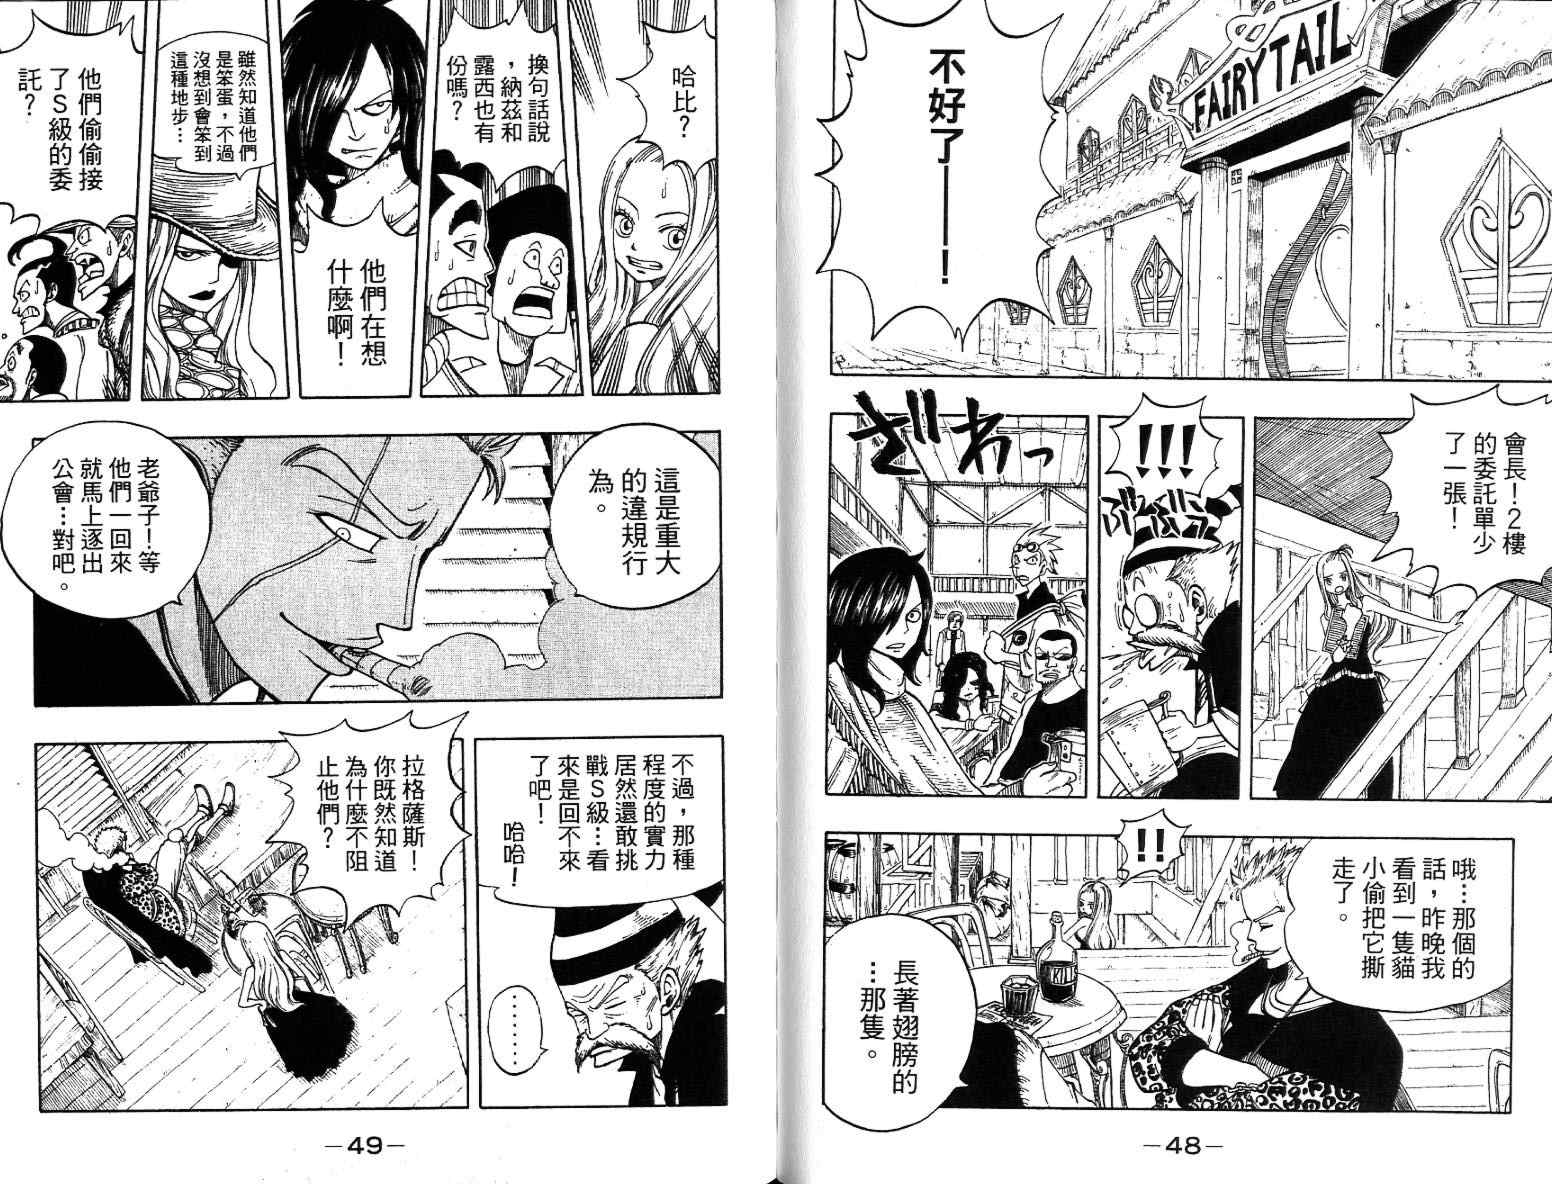 FAIRY TAIL
不好了——！
會長！2樓
的委託單少
了一張！
!!!
ぶふぅっ
ざわっ
哦…那個的
話，昨晚我
看到一隻貓
小偷把它撕
走了。
!!
長著翅膀的
…那隻。
—48—
哈比？
換句話說
，納茲和
露西也有
份嗎？
他們在想
什麼啊！
雖然知道他們
是笨蛋，不過
沒想到會笨到
這種地步…
他們偷偷接
了S級的委
託？
這是重大
的違規行
為。
老爺子！等
他們一回來
就馬上逐出
公會…對吧。
不過，那種
程度的實力
居然還敢挑
戰S級…看
來是回不來
了吧！
哈哈！
………
拉格薩斯！
你既然知道
為什麼不阻
止他們？
—49—